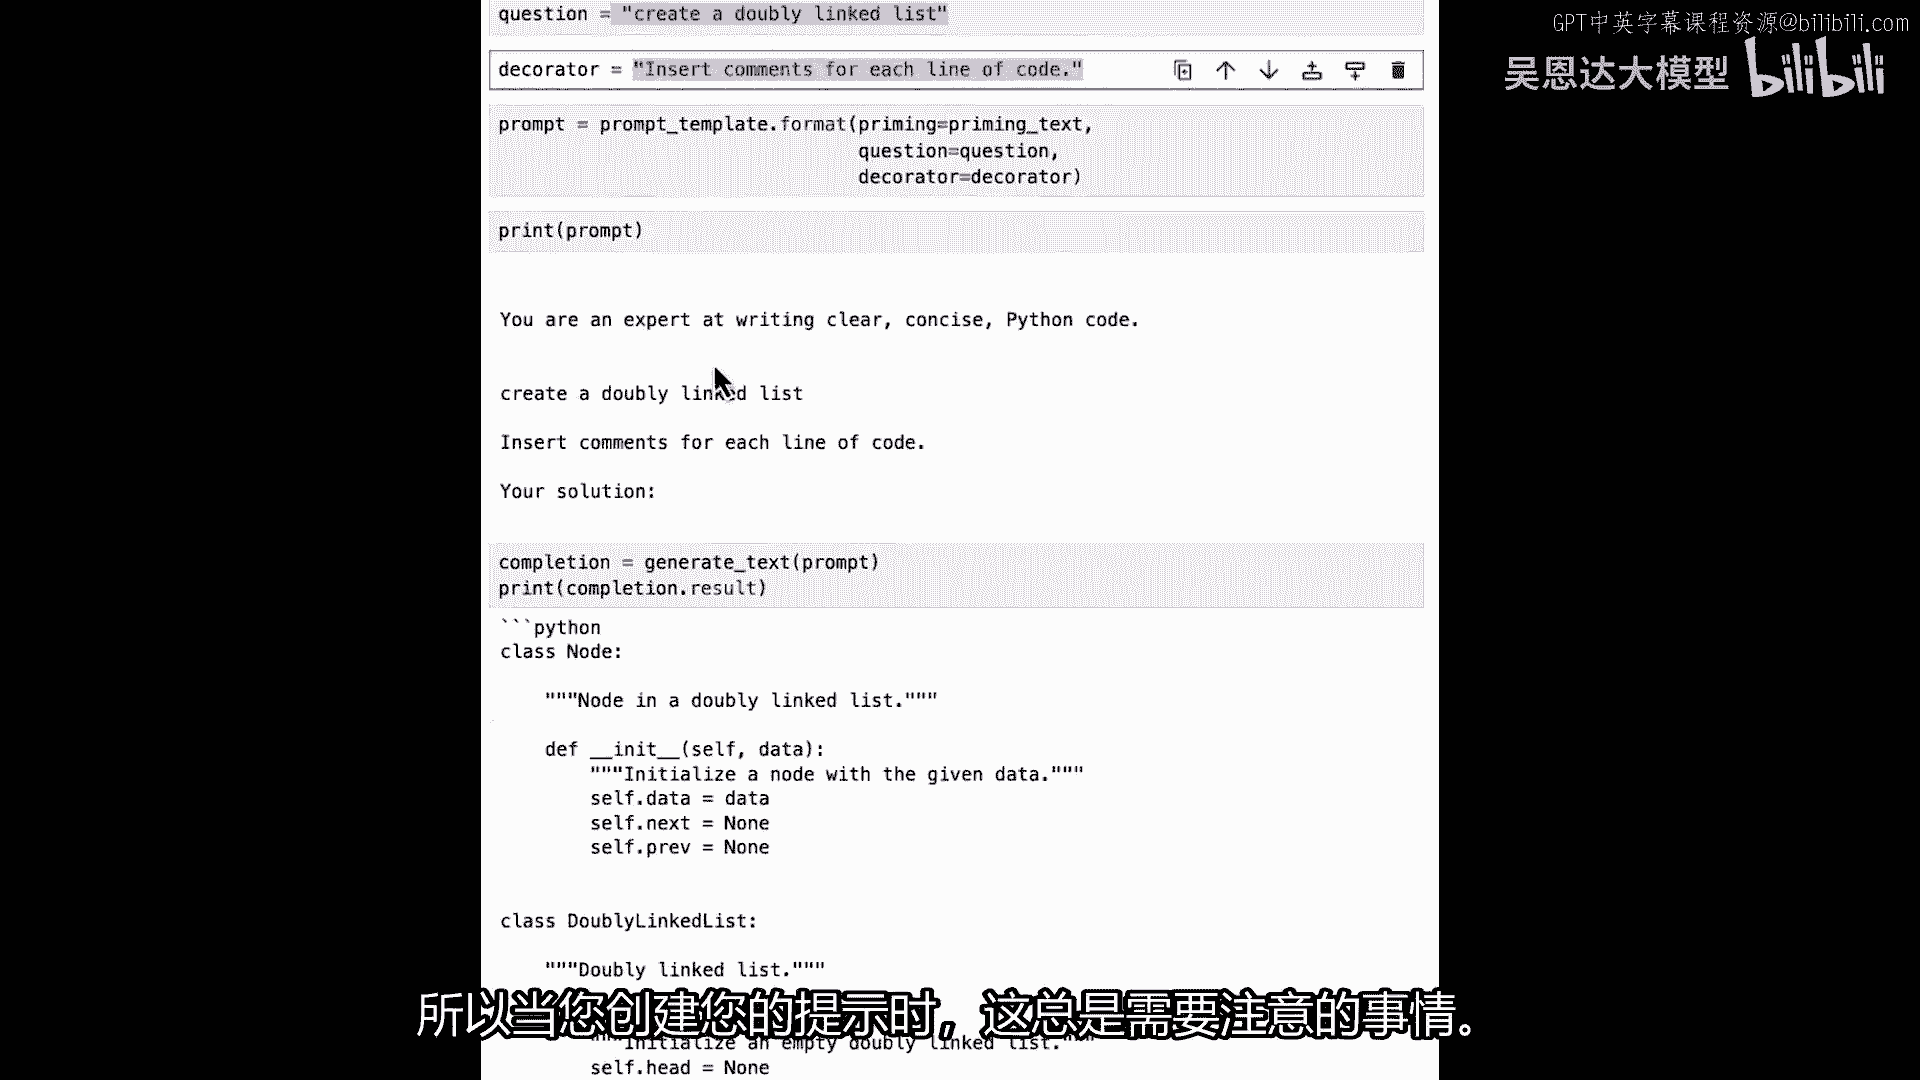 question = "create a doubly linked list"
GPT中英字幕课程资源@bilibili.com
吴恩达大模型 bilibili
decorator = "Insert comments for each line of code."
prompt = prompt_template.format(priming=priming_text,
question=question,
decorator=decorator)
print(prompt)
You are an expert at writing clear, concise, Python code.
create a doubly linked list
Insert comments for each line of code.
Your solution:
completion = generate_text(prompt)
print(completion.result)
```python
class Node:
"""Node in a doubly linked list."""
def __init__(self, data):
"""Initialize a node with the given data."""
self.data = data
self.next = None
self.prev = None
class DoublyLinkedList:
"""Doubly linked list."""
所以当您创建您的提示时，这总是需要注意的事情。
"""Initialize an empty doubly linked list."""
self.head = None